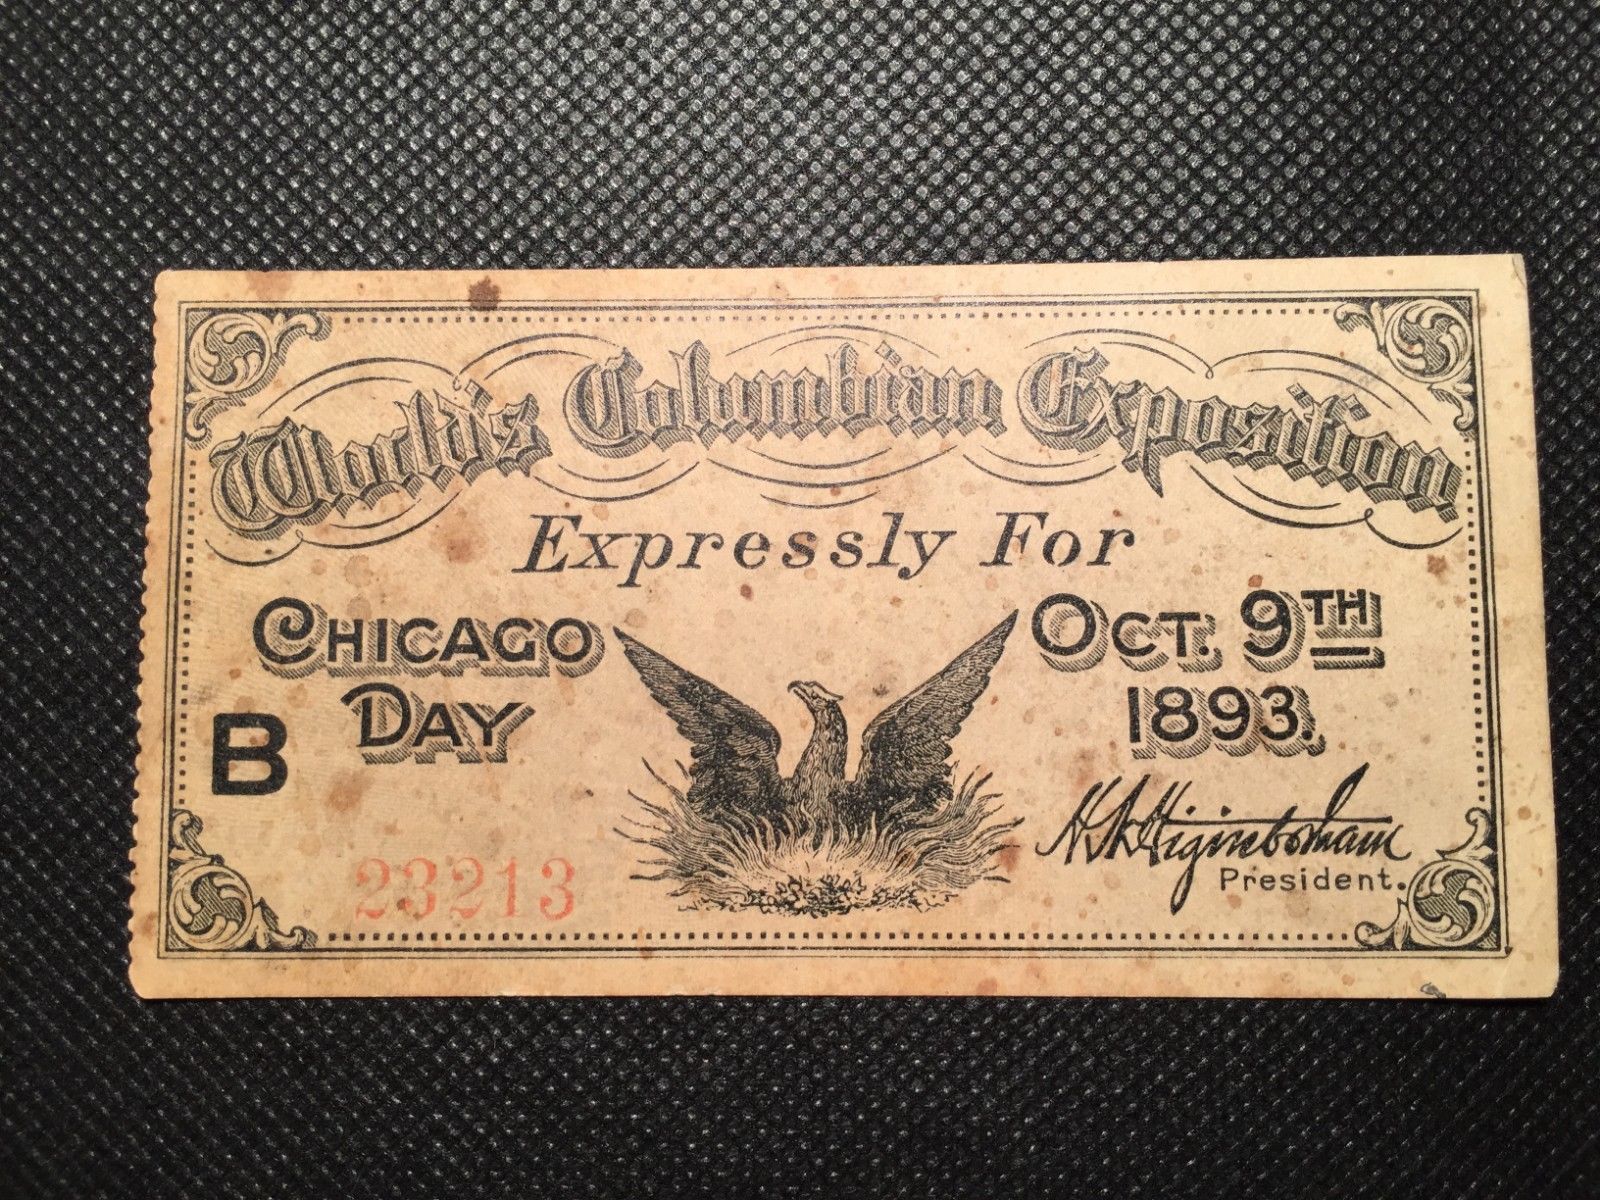 World's Columbian Exposition
Expressly For
CHICAGO
DAY
OCT. 9TH
1893.
B
23213
H N Higinbotham
President.